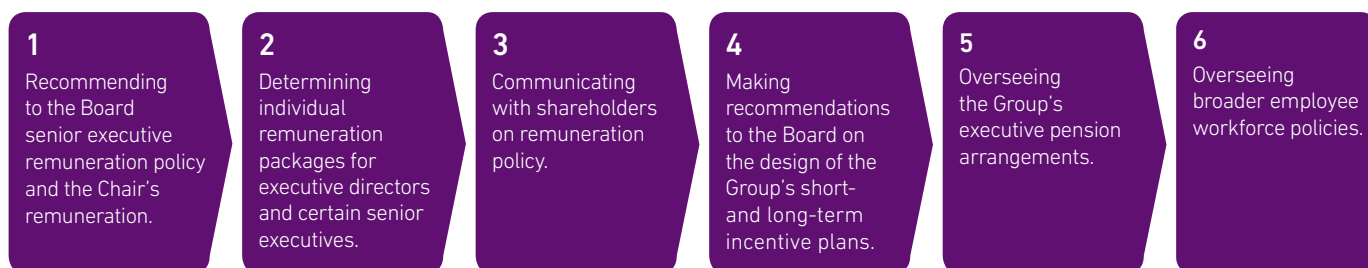 1
Recommending
to the Board
senior executive
remuneration policy
and the Chair's
remuneration.
2
Determining
individual
remuneration
packages for
executive directors
and certain senior
executives.
3
Communicating
with shareholders
on remuneration
policy.
4
Making
recommendations
to the Board on
the design of the
Group's short-
and long-term
incentive plans.
5
Overseeing
the Group's
executive pension
arrangements.
6
Overseeing
broader employee
workforce policies.